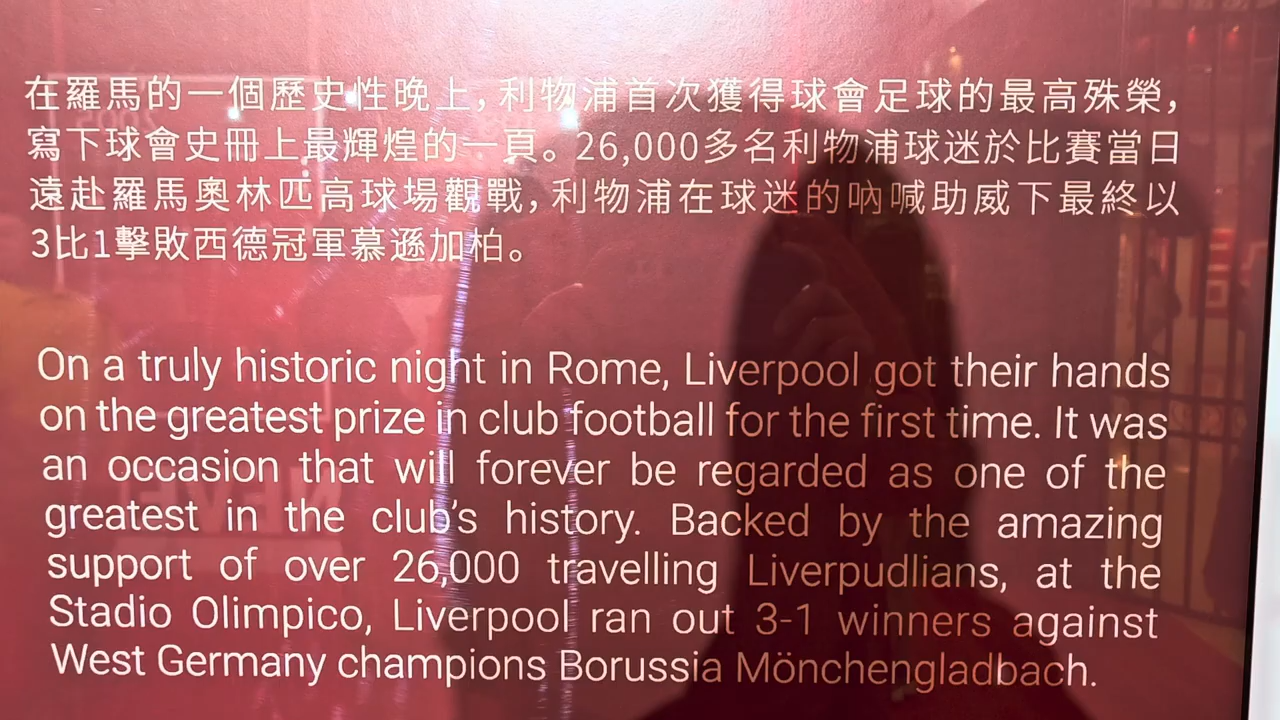 在羅馬的一個歷史性晚上，利物浦首次獲得球會足球的最高殊榮，
寫下球會史冊上最輝煌的一頁。26,000多名利物浦球迷於比賽當日
遠赴羅馬奧林匹高球場觀戰，利物浦在球迷的吶喊助威下最終以
3比1擊敗西德冠軍慕遜加柏。
On a truly historic night in Rome, Liverpool got their hands
on the greatest prize in club football for the first time. It was
an occasion that will forever be regarded as one of the
greatest in the club’s history. Backed by the amazing
support of over 26,000 travelling Liverpudlians, at the
Stadio Olimpico, Liverpool ran out 3-1 winners against
West Germany champions Borussia Mönchengladbach.